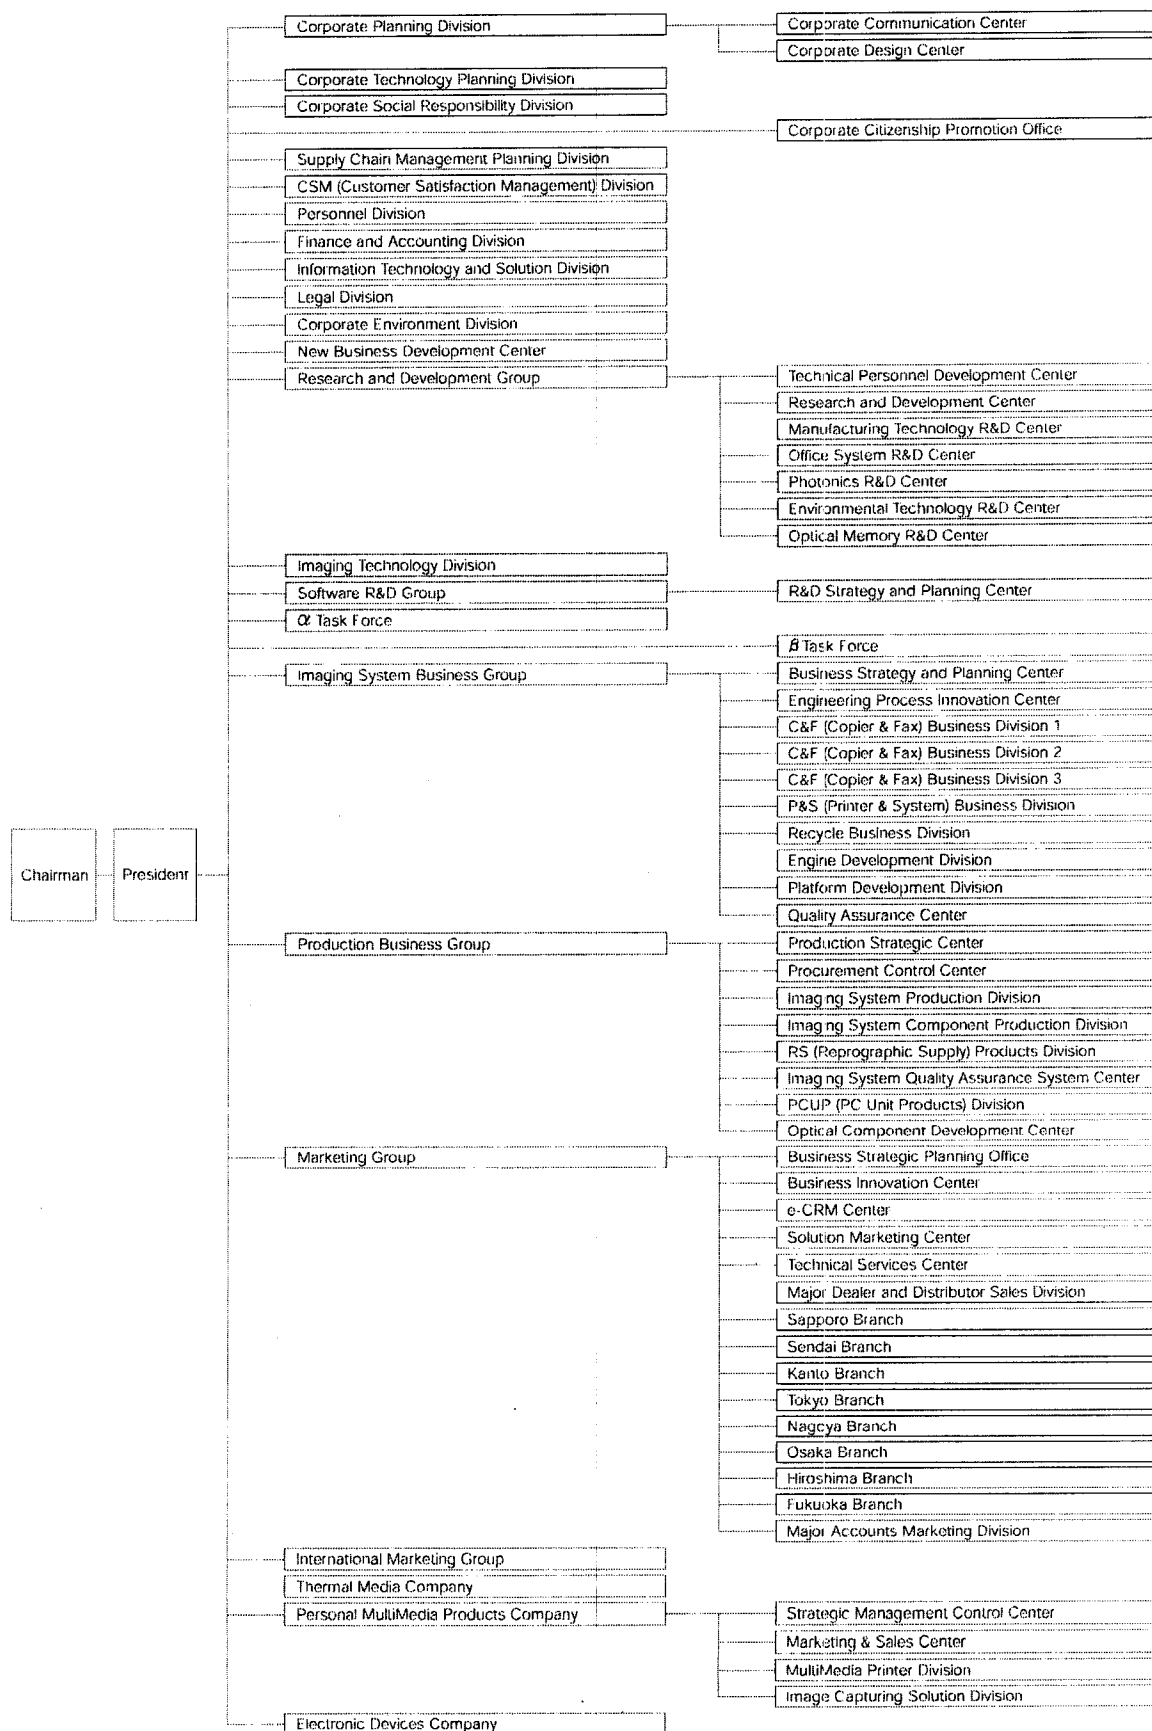 Corporate Planning Division
Corporate Communication Center
Corporate Design Center
Corporate Technology Planning Division
Corporate Social Responsibility Division
Corporate Citizenship Promotion Office
Supply Chain Management Planning Division
CSM (Customer Satisfaction Management) Division
Personnel Division
Finance and Accounting Division
Information Technology and Solution Division
Legal Division
Corporate Environment Division
New Business Development Center
Research and Development Group
Technical Personnel Development Center
Research and Development Center
Manufacturing Technology R&D Center
Office System R&D Center
Photonics R&D Center
Environmental Technology R&D Center
Optical Memory R&D Center
Imaging Technology Division
Software R&D Group
R&D Strategy and Planning Center
α Task Force
β Task Force
Imaging System Business Group
Business Strategy and Planning Center
Engineering Process Innovation Center
C&F (Copier & Fax) Business Division 1
C&F (Copier & Fax) Business Division 2
C&F (Copier & Fax) Business Division 3
P&S (Printer & System) Business Division
Recycle Business Division
Engine Development Division
Platform Development Division
Quality Assurance Center
Chairman
President
Production Business Group
Production Strategic Center
Procurement Control Center
Imaging System Production Division
Imaging System Component Production Division
RS (Reprographic Supply) Products Division
Imaging System Quality Assurance System Center
PCUP (PC Unit Products) Division
Optical Component Development Center
Marketing Group
Business Strategic Planning Office
Business Innovation Center
e-CRM Center
Solution Marketing Center
Technical Services Center
Major Dealer and Distributor Sales Division
Sapporo Branch
Sendai Branch
Kanto Branch
Tokyo Branch
Nagoya Branch
Osaka Branch
Hiroshima Branch
Fukuoka Branch
Major Accounts Marketing Division
International Marketing Group
Thermal Media Company
Personal MultiMedia Products Company
Strategic Management Control Center
Marketing & Sales Center
MultiMedia Printer Division
Image Capturing Solution Division
Electronic Devices Company